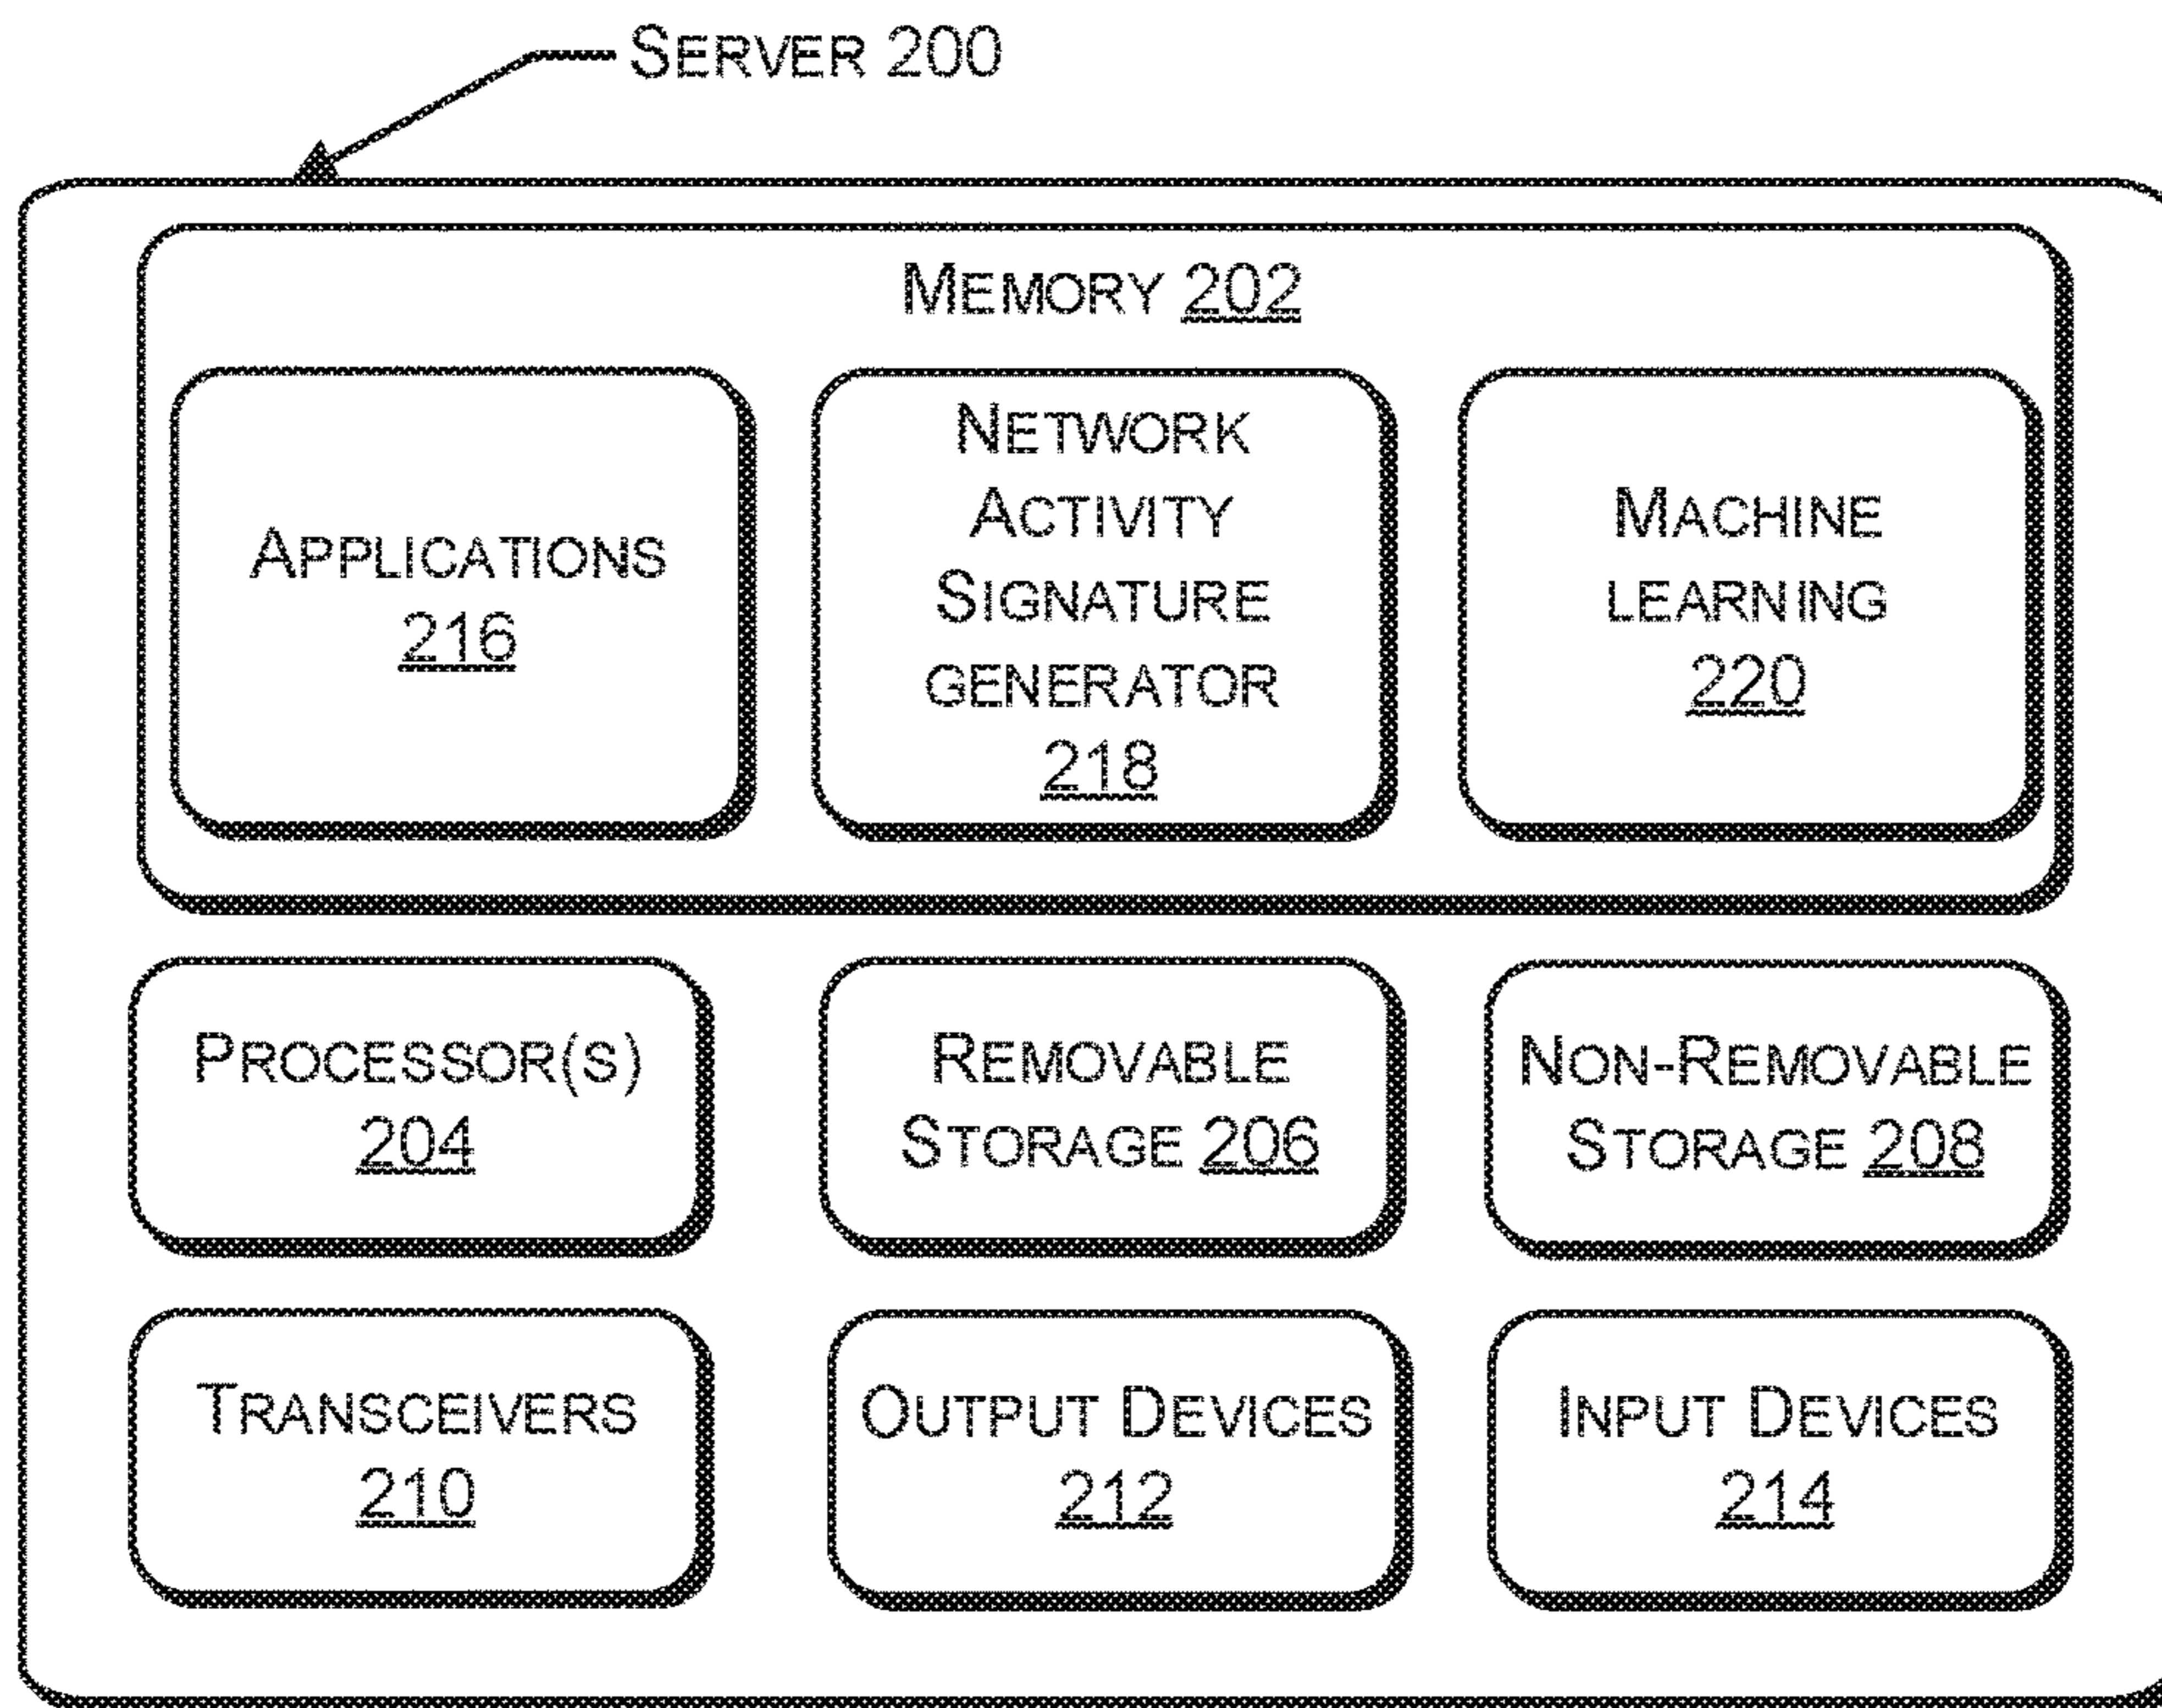 SERVER 200
MEMORY 202
APPLICATIONS
216
NETWORK
ACTIVITY
SIGNATURE
GENERATOR
218
MACHINE
LEARNING
220
PROCESSOR(S)
204
REMOVABLE
STORAGE 206
NON-REMOVABLE
STORAGE 208
TRANSCEIVERS
210
OUTPUT DEVICES
212
INPUT DEVICES
214